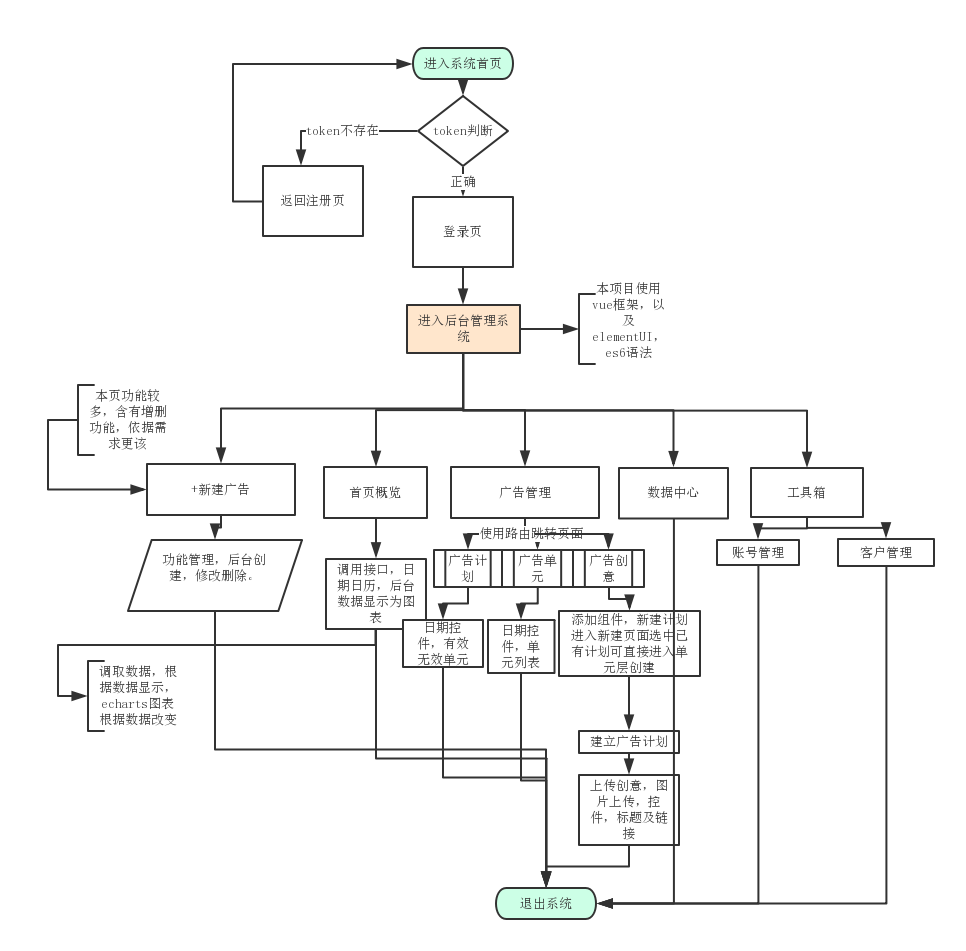 进入系统首页
token判断
token不存在
正确
返回注册页
登录页
进入后台管理系
统
本项目使用
vue框架，以
及
elementUI，
es6语法
本页功能较
多，含有增删
功能，依据需
求更该
+新建广告
首页概览
广告管理
数据中心
工具箱
使用路由跳转页面
功能管理，后台创
建，修改删除。
调用接口，日
期日历，后台
数据显示为图
表
广告计
划
广告单
元
广告创
意
账号管理
客户管理
日期控
件，有效
无效单元
日期控
件，单
元列表
添加组件，新建计划
进入新建页面选中已
有计划可直接进入单
元层创建
调取数据，根
据数据显示，
echarts图表
根据数据改变
建立广告计划
上传创意，图
片上传，控
件，标题及链
接
退出系统